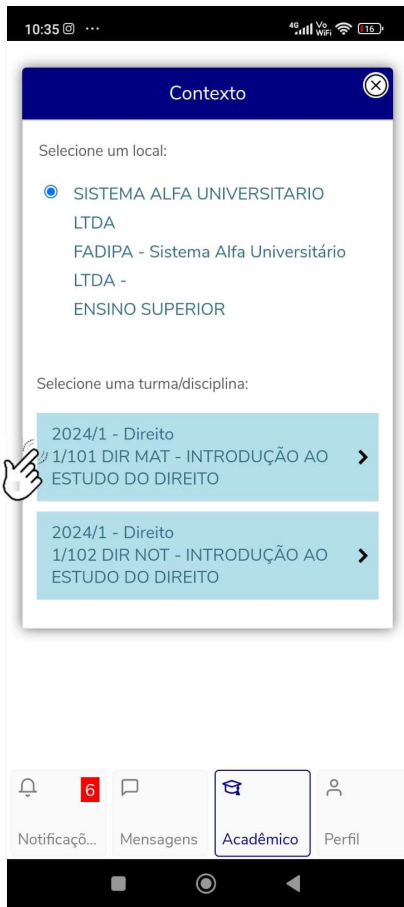 10:35
4G
Vo
WiFi
16
Contexto
Selecione um local:
SISTEMA ALFA UNIVERSITARIO
LTDA
FADIPA - Sistema Alfa Universitário
LTDA -
ENSINO SUPERIOR
Selecione uma turma/disciplina:
2024/1 - Direito
1/101 DIR MAT - INTRODUÇÃO AO
ESTUDO DO DIREITO
2024/1 - Direito
1/102 DIR NOT - INTRODUÇÃO AO
ESTUDO DO DIREITO
6
Notificaçõ... Mensagens Acadêmico Perfil